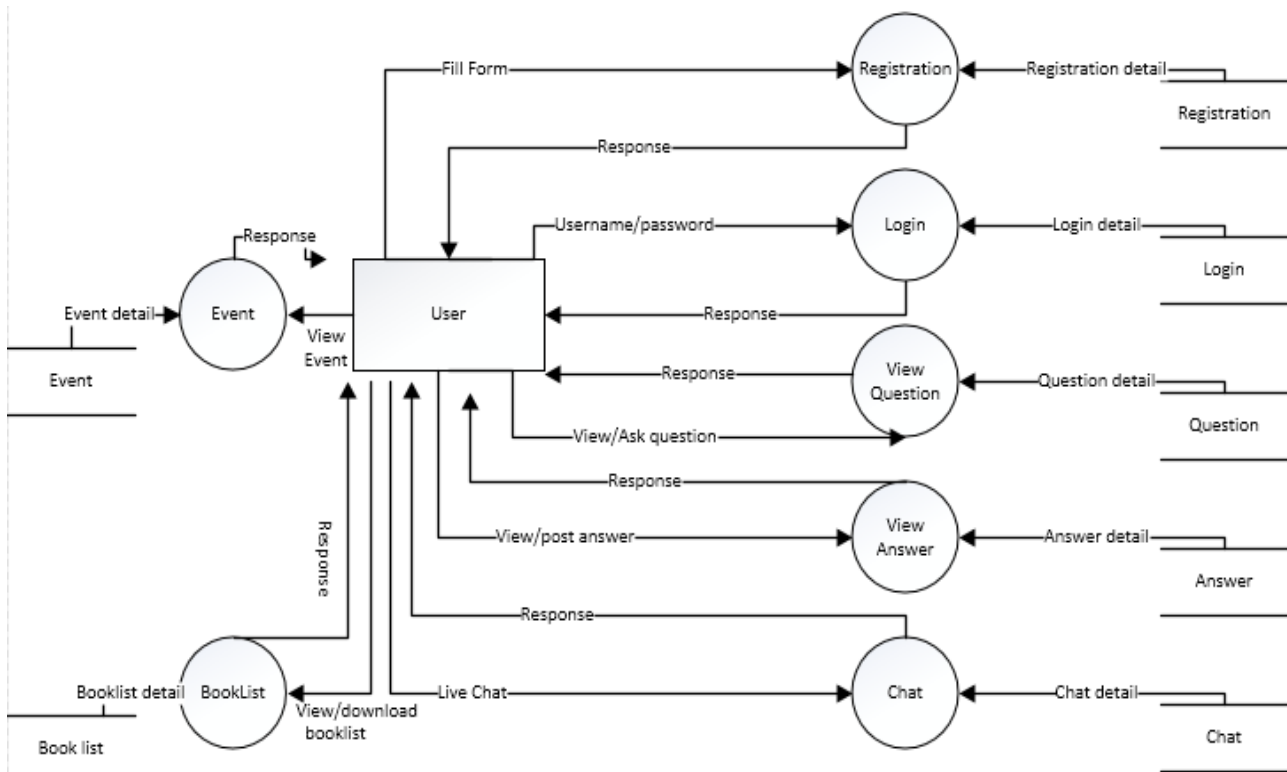 Fill Form
Registration
Registration detail
Registration
Response
Username/password
Login
Login detail
Login
Response
Response
Event detail
Event
View
Event
User
Event
Response
View
Question
Question detail
Question
View/Ask question
Response
View
Answer
Answer detail
Answer
View/post answer
Response
Response
Booklist detail
BookList
View/download
booklist
Book list
Live Chat
Chat
Chat detail
Chat